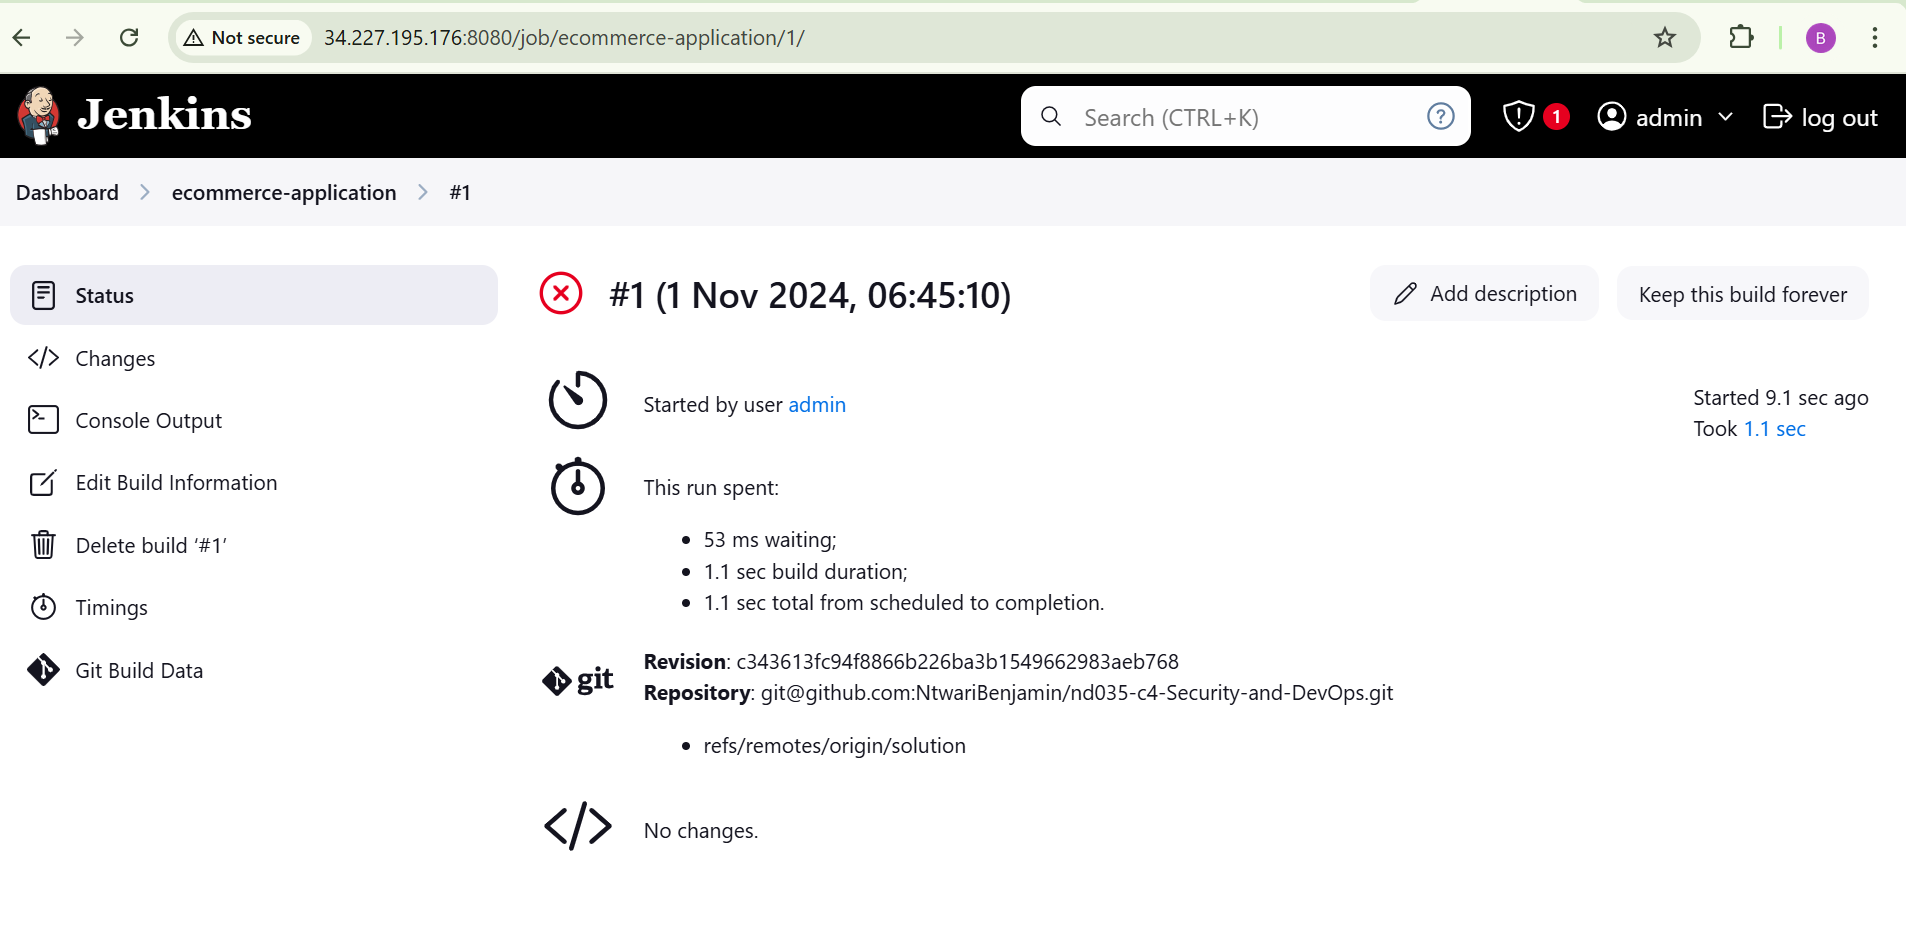 Not secure 34.227.195.176:8080/job/ecommerce-application/1/ B
Jenkins Search (CTRL+K) ? 1 admin log out
Dashboard ecommerce-application #1
Status
Changes
Console Output
Edit Build Information
Delete build ‘#1’
Timings
Git Build Data
#1 (1 Nov 2024, 06:45:10)
Add description Keep this build forever
Started by user admin
Started 9.1 sec ago
Took 1.1 sec
This run spent:
• 53 ms waiting;
• 1.1 sec build duration;
• 1.1 sec total from scheduled to completion.
git
Revision: c343613fc94f8866b226ba3b1549662983aeb768
Repository: git@github.com:NtwariBenjamin/nd035-c4-Security-and-DevOps.git
• refs/remotes/origin/solution
No changes.